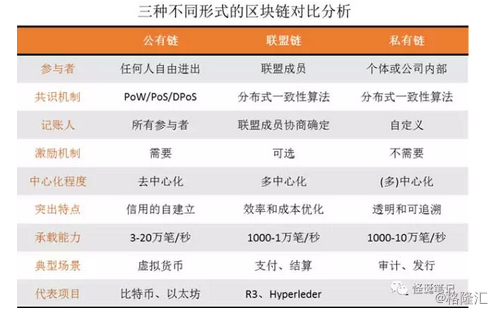 三种不同形式的区块链对比分析
公有链 联盟链 私有链
参与者 任何人自由进出 联盟成员 个体或公司内部
共识机制 PoW/PoS/DPoS 分布式一致性算法 分布式一致性算法
记账人 所有参与者 联盟成员协商确定 自定义
激励机制 需要 可选 不需要
中心化程度 去中心化 多中心化 (多)中心化
突出特点 信用的自建立 效率和成本优化 透明和可追溯
承载能力 3-20万笔/秒 1000-1万笔/秒 1000-10万笔/秒
典型场景 虚拟货币 支付、结算 审计、发行
代表项目 比特币、以太坊 R3、Hyperleder
怪诞笔记
@格隆汇